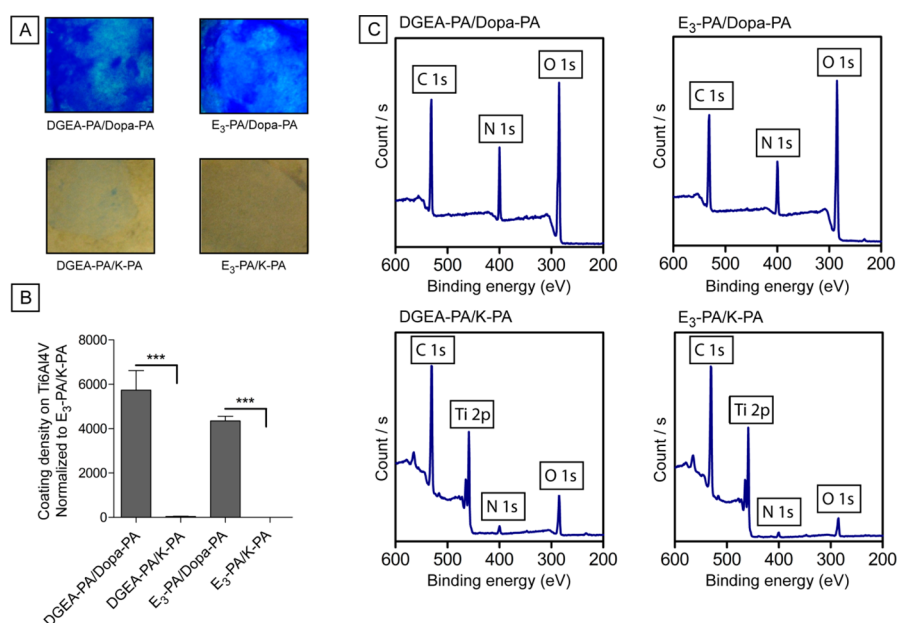 A
DGEA-PA/Dopa-PA
E₃-PA/Dopa-PA
DGEA-PA/K-PA
E₃-PA/K-PA
B
Coating density on Ti6Al4V
Normalized to E₃-PA/K-PA
8000
6000
4000
2000
0
***
***
DGEA-PA/Dopa-PA
DGEA-PA/K-PA
E₃-PA/Dopa-PA
E₃-PA/K-PA
C
DGEA-PA/Dopa-PA
C 1s
N 1s
O 1s
Count / s
600 500 400 300 200
Binding energy (eV)
E₃-PA/Dopa-PA
C 1s
N 1s
O 1s
Count / s
600 500 400 300 200
Binding energy (eV)
DGEA-PA/K-PA
C 1s
Ti 2p
N 1s
O 1s
Count / s
600 500 400 300 200
Binding energy (eV)
E₃-PA/K-PA
C 1s
Ti 2p
N 1s
O 1s
Count / s
600 500 400 300 200
Binding energy (eV)